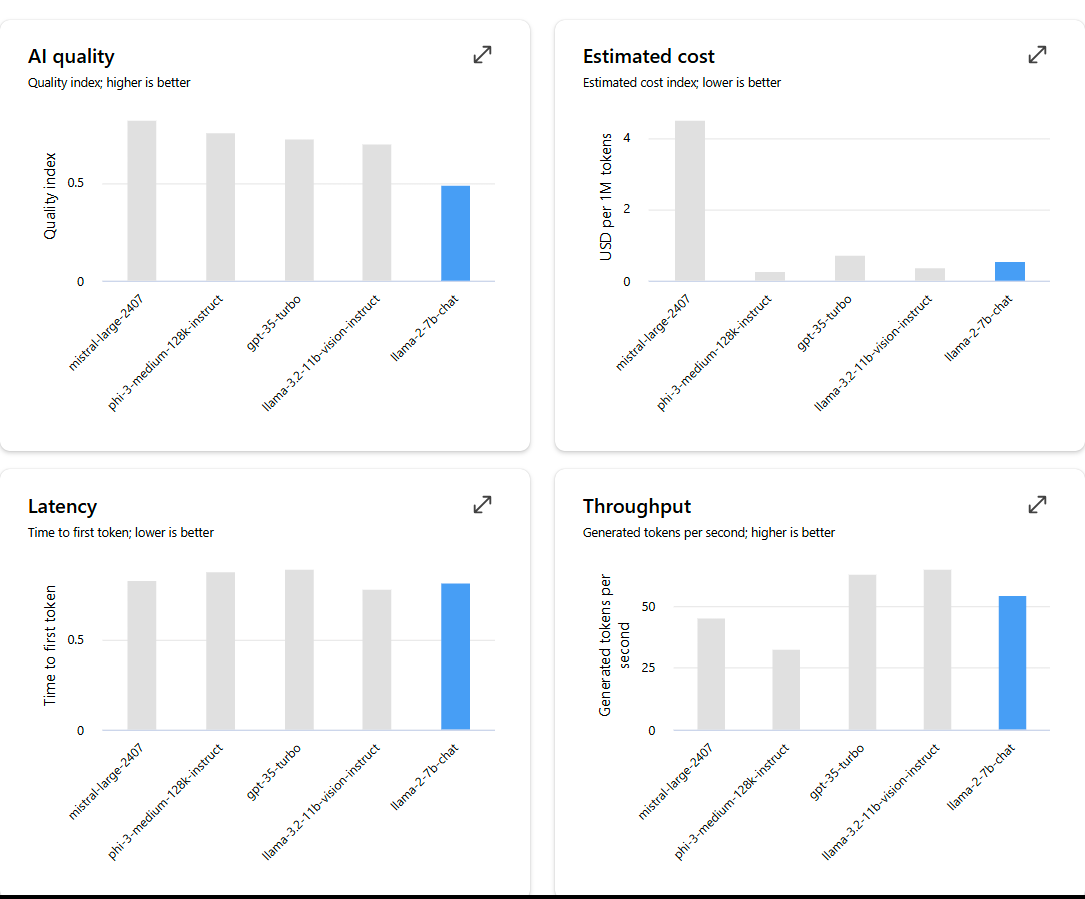 AI quality
Quality index; higher is better
Quality index
0.5
0
mistral-large-2407
phi-3-medium-128k-instruct
gpt-35-turbo
llama-3.2-11b-vision-instruct
llama-2-7b-chat
Estimated cost
Estimated cost index; lower is better
USD per 1M tokens
4
2
0
mistral-large-2407
phi-3-medium-128k-instruct
gpt-35-turbo
llama-3.2-11b-vision-instruct
llama-2-7b-chat
Latency
Time to first token; lower is better
Time to first token
0.5
0
mistral-large-2407
phi-3-medium-128k-instruct
gpt-35-turbo
llama-3.2-11b-vision-instruct
llama-2-7b-chat
Throughput
Generated tokens per second; higher is better
Generated tokens per
second
50
25
0
mistral-large-2407
phi-3-medium-128k-instruct
gpt-35-turbo
llama-3.2-11b-vision-instruct
llama-2-7b-chat